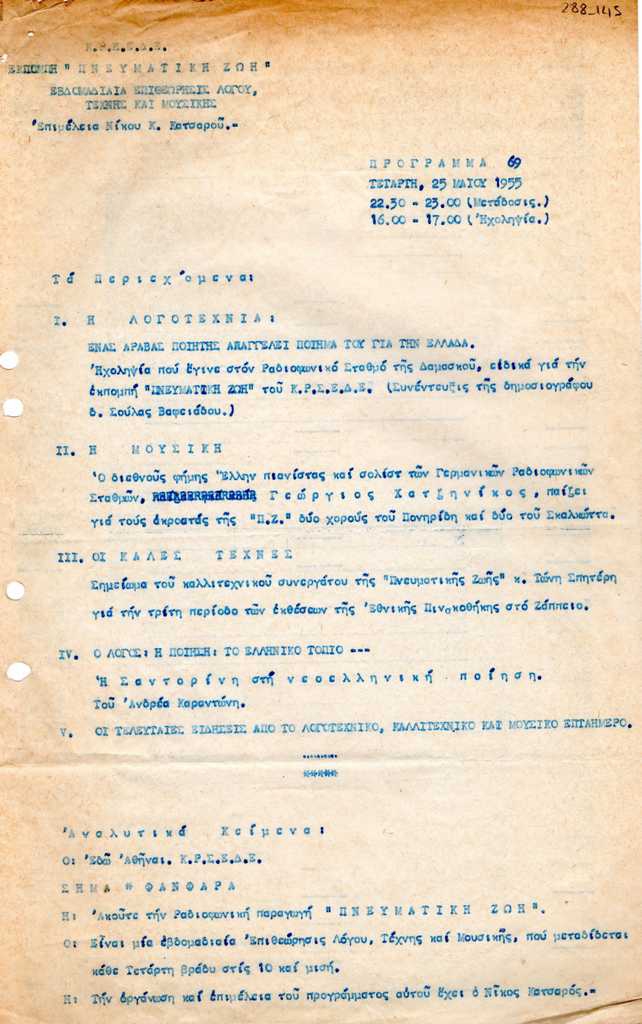 288_145
Κ.Ρ.Σ.Ε.Δ.Ε.
ΕΚΠΟΜΠΗ "ΠΝΕΥΜΑΤΙΚΗ ΖΩΗ"
ΕΒΔΟΜΑΔΙΑΙΑ ΕΠΙΘΕΩΡΗΣΙΣ ΛΟΓΟΥ,
ΤΕΧΝΗΣ ΚΑΙ ΜΟΥΣΙΚΗΣ
Ἐπιμέλεια Νίκου Κ. Κατσαροῦ.-
ΠΡΟΓΡΑΜΜΑ 69
ΤΕΤΑΡΤΗ, 25 ΜΑΙΟΥ 1955
22.30 - 23.00 (Μετάδοσις.)
16.00 - 17.00 (Ἠχοληψία.)
Τά Περιεχόμενα:
I. Η ΛΟΓΟΤΕΧΝΙΑ:
ΕΝΑΣ ΑΡΑΒΑΣ ΠΟΙΗΤΗΣ ΑΠΑΓΓΕΛΕΙ ΠΟΙΗΜΑ ΤΟΥ ΓΙΑ ΤΗΝ ΕΛΛΑΔΑ.
Ἠχοληψία πού ἔγινε στόν Ραδιοφωνικό Σταθμό τῆς Δαμασκοῦ, εἰδικά γιά τήν
ἐκπομπή "ΠΝΕΥΜΑΤΙΚΗ ΖΩΗ" τοῦ Κ.Ρ.Σ.Ε.Δ.Ε. (Συνέντευξις τῆς δημοσιογράφου
δ. Σούλας Βαφειάδου.)
II. Η ΜΟΥΣΙΚΗ
Ὁ διεθνοῦς φήμης Ἕλλην πιανίστας καί σολίστ τῶν Γερμανικῶν Ραδιοφωνικῶν
Σταθμῶν, Γεώργιος Χατζηνίκος, παίζει
γιά τούς ἀκροατάς τῆς "Π.Ζ." δύο χορούς τοῦ Πονηρίδη καί δύο τοῦ Σκαλκώττα.
III. ΟΙ ΚΑΛΕΣ ΤΕΧΝΕΣ
Σημείωμα τοῦ καλλιτεχνικοῦ συνεργάτου τῆς "Πνευματικῆς Ζωῆς" κ. Τώνη Σπητέρη
γιά τήν τρίτη περίοδο τῶν ἐκθέσεων τῆς Ἐθνικῆς Πινακοθήκης στό Ζάππειο.
IV. Ο ΛΟΓΟΣ: Η ΠΟΙΗΣΗ: ΤΟ ΕΛΛΗΝΙΚΟ ΤΟΠΙΟ ---
Ἡ Σαντορίνη στή νεοελληνική ποίηση.
Τοῦ Ἀνδρέα Καραντώνη.
V. ΟΙ ΤΕΛΕΥΤΑΙΕΣ ΕΙΔΗΣΕΙΣ ΑΠΟ ΤΟ ΛΟΓΟΤΕΧΝΙΚΟ, ΚΑΛΛΙΤΕΧΝΙΚΟ ΚΑΙ ΜΟΥΣΙΚΟ ΕΠΤΑΗΜΕΡΟ.
Ἀναλυτικά Κείμενα:
Ο: Ἐδῶ Ἀθῆναι. Κ.Ρ.Σ.Ε.Δ.Ε.
ΣΗΜΑ # ΦΑΝΦΑΡΑ
Η: Ἀκοῦτε τήν Ραδιοφωνική παραγωγή "ΠΝΕΥΜΑΤΙΚΗ ΖΩΗ".
Ο: Εἶναι μία ἑβδομαδιαία Ἐπιθεώρησις Λόγου, Τέχνης καί Μουσικῆς, πού μεταδίδεται
κάθε Τετάρτη βράδυ στίς 10 καί μισή.
Η: Τήν ὀργάνωση καί ἐπιμέλεια τοῦ προγράμματος αὐτοῦ ἔχει ὁ Νῖκος Κατσαρός.-